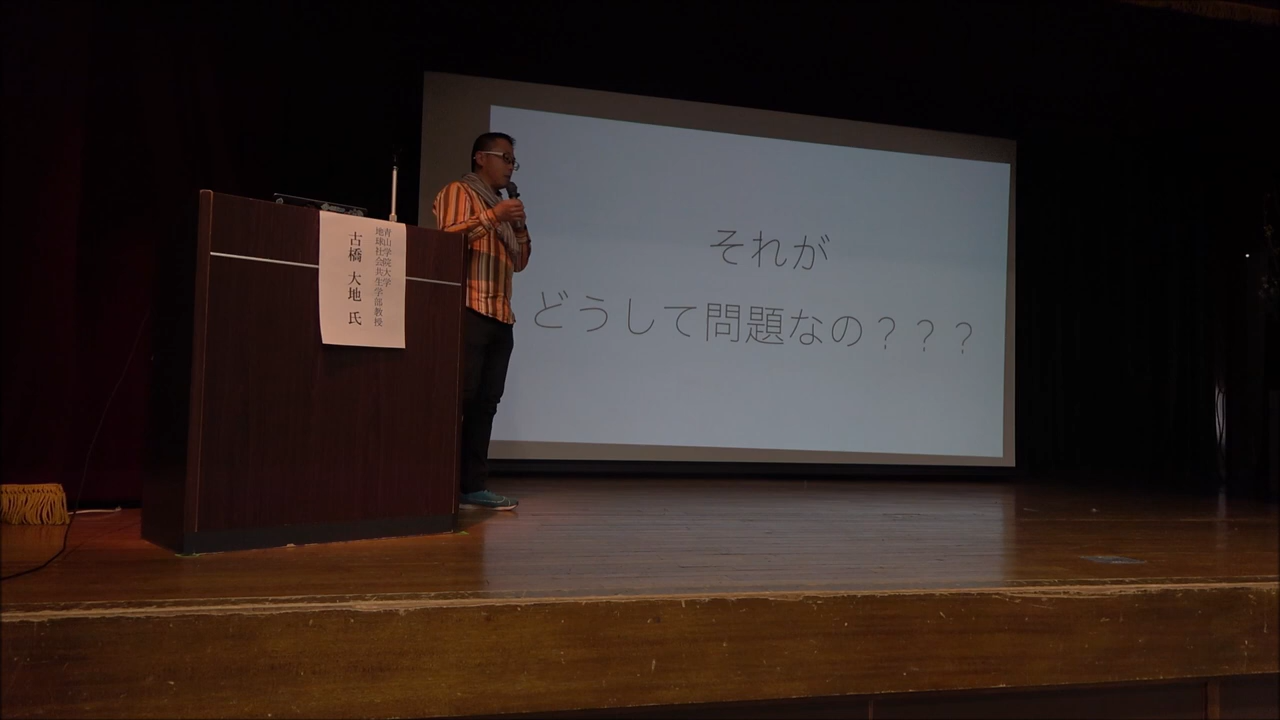 青山学院大学
地球社会共生学部教授
古橋 大地 氏
それが
どうして問題なの？？？